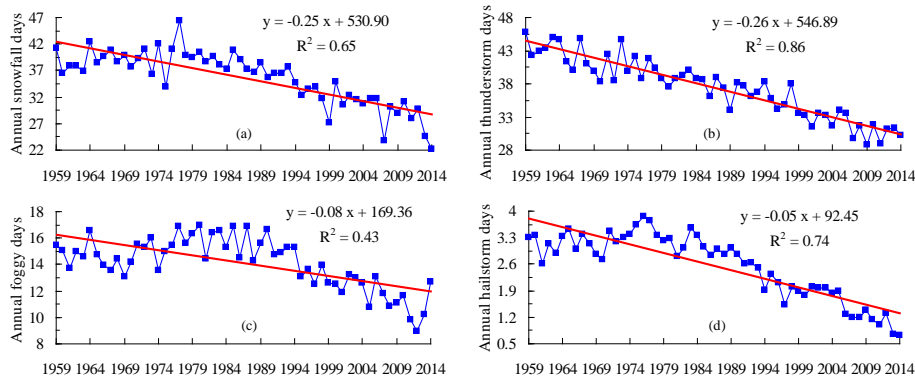 Annual snowfall days
47
42
37
32
27
22
y = -0.25 x + 530.90
R² = 0.65
(a)
1959 1964 1969 1974 1979 1984 1989 1994 1999 2004 2009 2014
Annual thunderstorm days
48
43
38
33
28
y = -0.26 x + 546.89
R² = 0.86
(b)
1959 1964 1969 1974 1979 1984 1989 1994 1999 2004 2009 2014
Annual foggy days
18
16
14
12
10
8
y = -0.08 x + 169.36
R² = 0.43
(c)
1959 1964 1969 1974 1979 1984 1989 1994 1999 2004 2009 2014
Annual hailstorm days
4
3.3
2.6
1.9
1.2
0.5
y = -0.05 x + 92.45
R² = 0.74
(d)
1959 1964 1969 1974 1979 1984 1989 1994 1999 2004 2009 2014